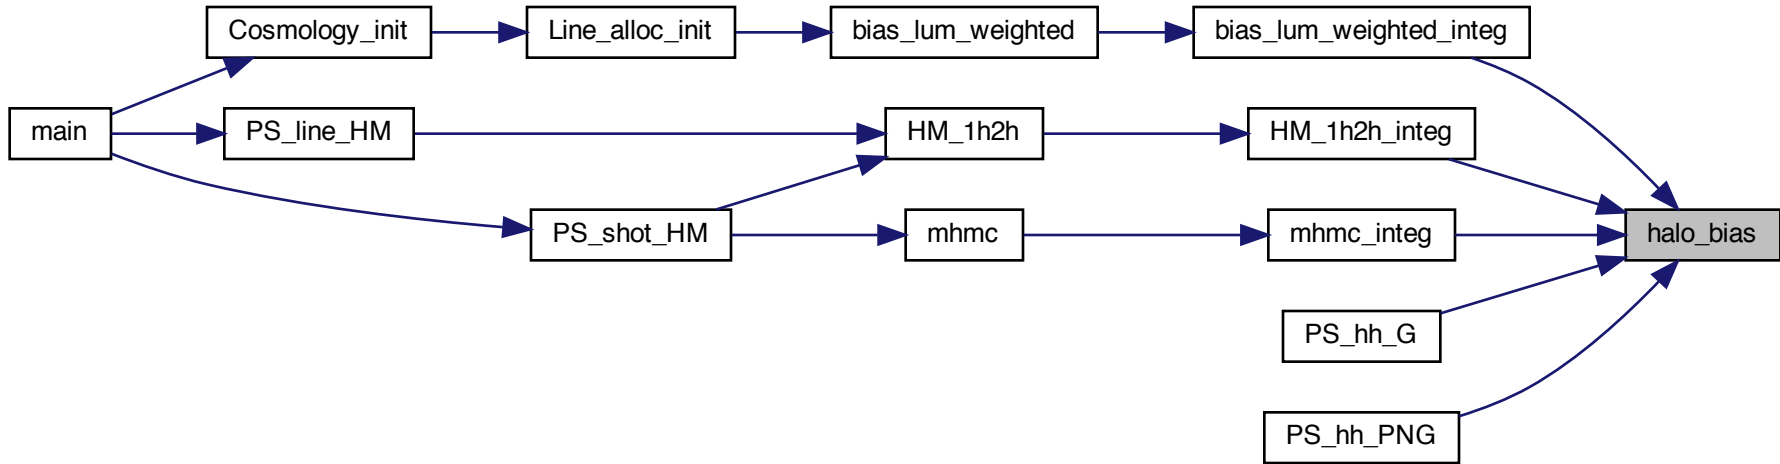 Cosmology_init
Line_alloc_init
bias_lum_weighted
bias_lum_weighted_integ
main
PS_line_HM
HM_1h2h
HM_1h2h_integ
PS_shot_HM
mhmc
mhmc_integ
halo_bias
PS_hh_G
PS_hh_PNG